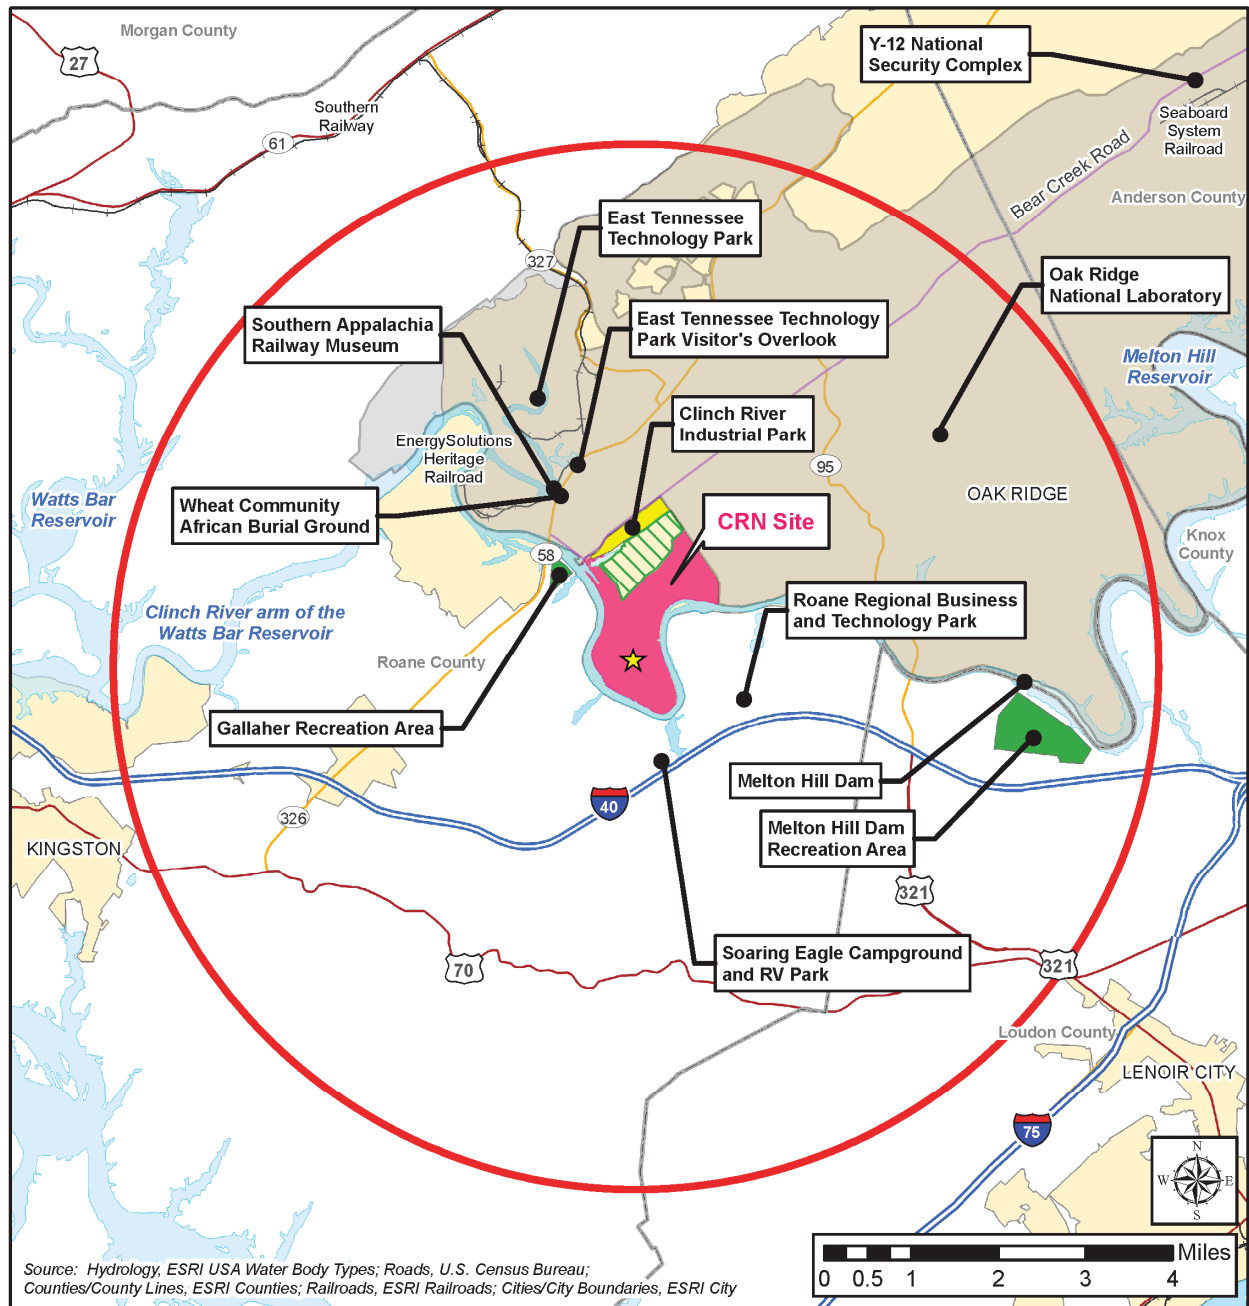 Morgan County
27
Southern
Railway
61
Y-12 National
Security Complex
Seaboard
System
Railroad
Bear Creek Road
Anderson County
East Tennessee
Technology Park
327
Oak Ridge
National Laboratory
Southern Appalachia
Railway Museum
East Tennessee Technology
Park Visitor's Overlook
Melton Hill
Reservoir
Clinch River
Industrial Park
EnergySolutions
Heritage
Railroad
95
OAK RIDGE
Watts Bar
Reservoir
Wheat Community
African Burial Ground
CRN Site
Knox
County
58
Clinch River arm of the
Watts Bar Reservoir
Roane Regional Business
and Technology Park
Roane County
Gallaher Recreation Area
Melton Hill Dam
40
326
Melton Hill Dam
Recreation Area
KINGSTON
321
Soaring Eagle Campground
and RV Park
70
321
Loudon County
LENOIR CITY
75
N
W E
S
Miles
0 0.5 1 2 3 4
Source: Hydrology, ESRI USA Water Body Types; Roads, U.S. Census Bureau;
Counties/County Lines, ESRI Counties; Railroads, ESRI Railroads; Cities/City Boundaries, ESRI City